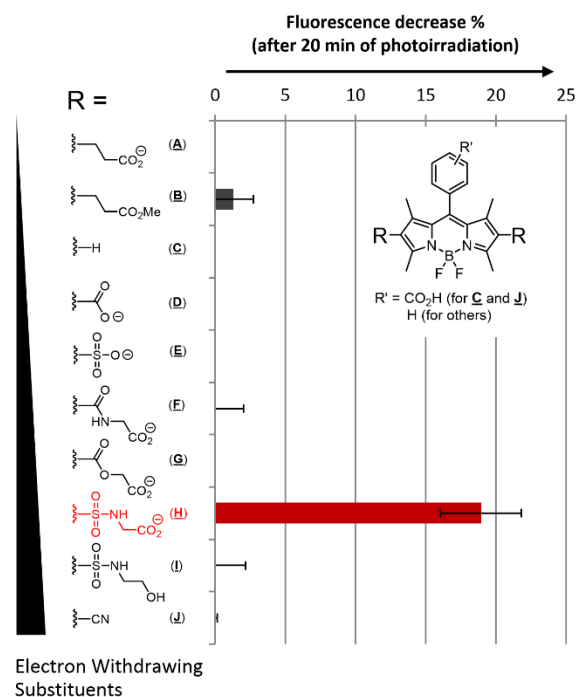 Fluorescence decrease %
(after 20 min of photoirradiation)
R =
0 5 10 15 20 25
CO2⊖ (A)
CO2Me (B)
H (C)
O
O⊖ (D)
O
S O⊖ (E)
O
O
HN CO2⊖ (F)
O
O CO2⊖ (G)
O
S NH CO2⊖ (H)
O
O
S NH OH (I)
O
CN (J)
R'
R R
N N
B
F F
R' = CO2H (for C and J)
H (for others)
Electron Withdrawing
Substituents